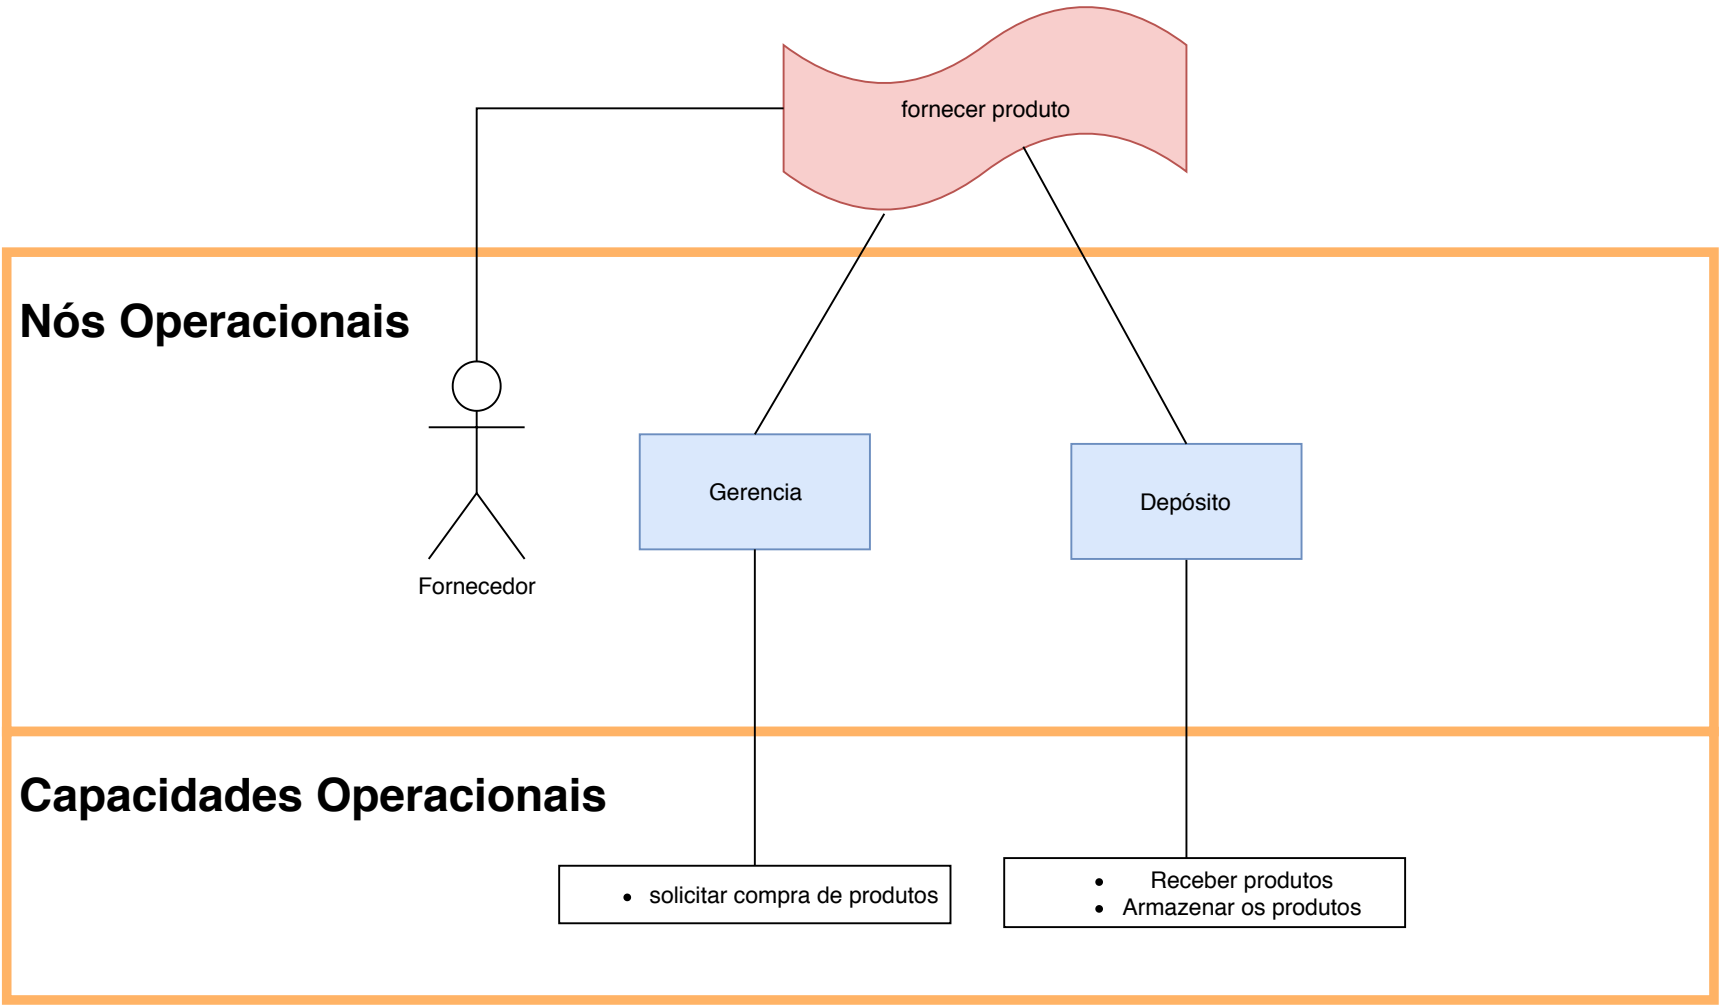 fornecer produto
Nós Operacionais
Gerencia
Depósito
Fornecedor
Capacidades Operacionais
• solicitar compra de produtos
• Receber produtos
• Armazenar os produtos